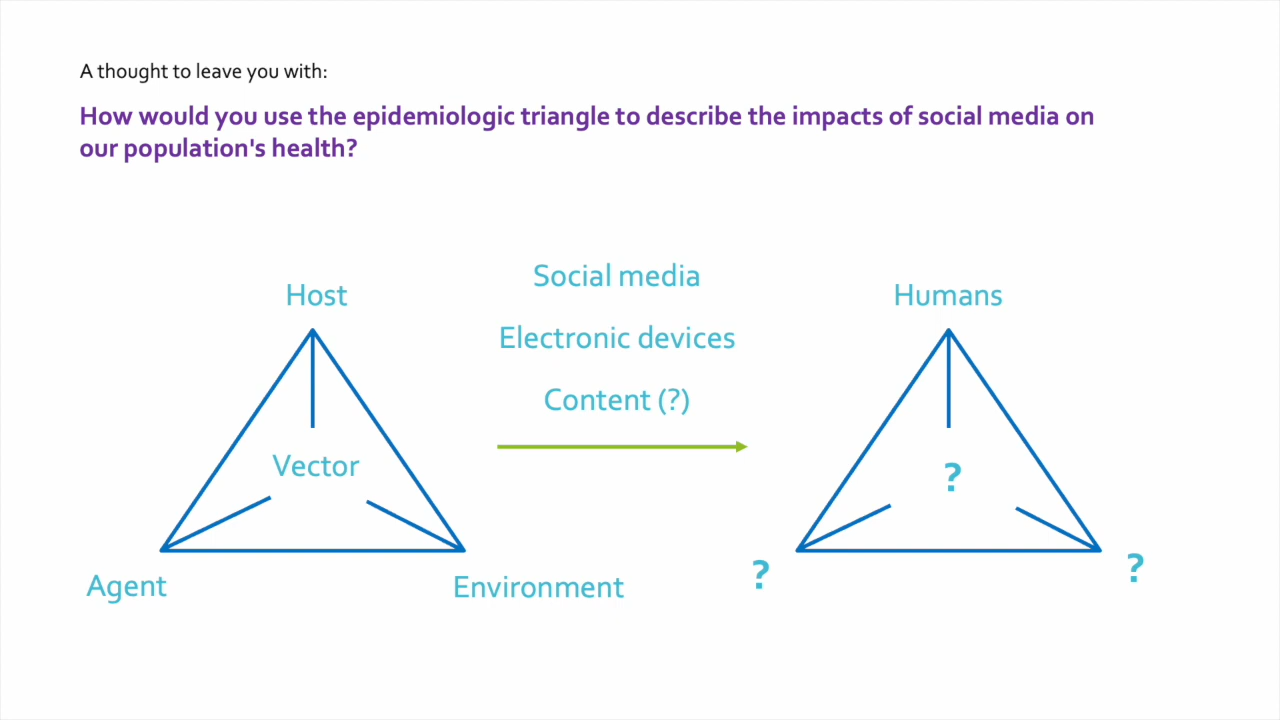 A thought to leave you with:
How would you use the epidemiologic triangle to describe the impacts of social media on
our population's health?
Social media
Host
Humans
Electronic devices
Content (?)
Vector
?
Agent
Environment
?
?